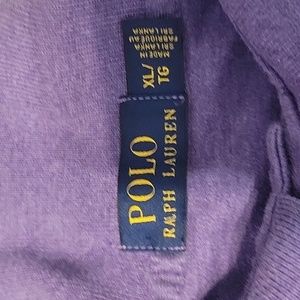 POLO
RALPH LAUREN
XL/
TG
MADE IN
SRI LANKA
FABRIQUÉ AU
SRI LANKA